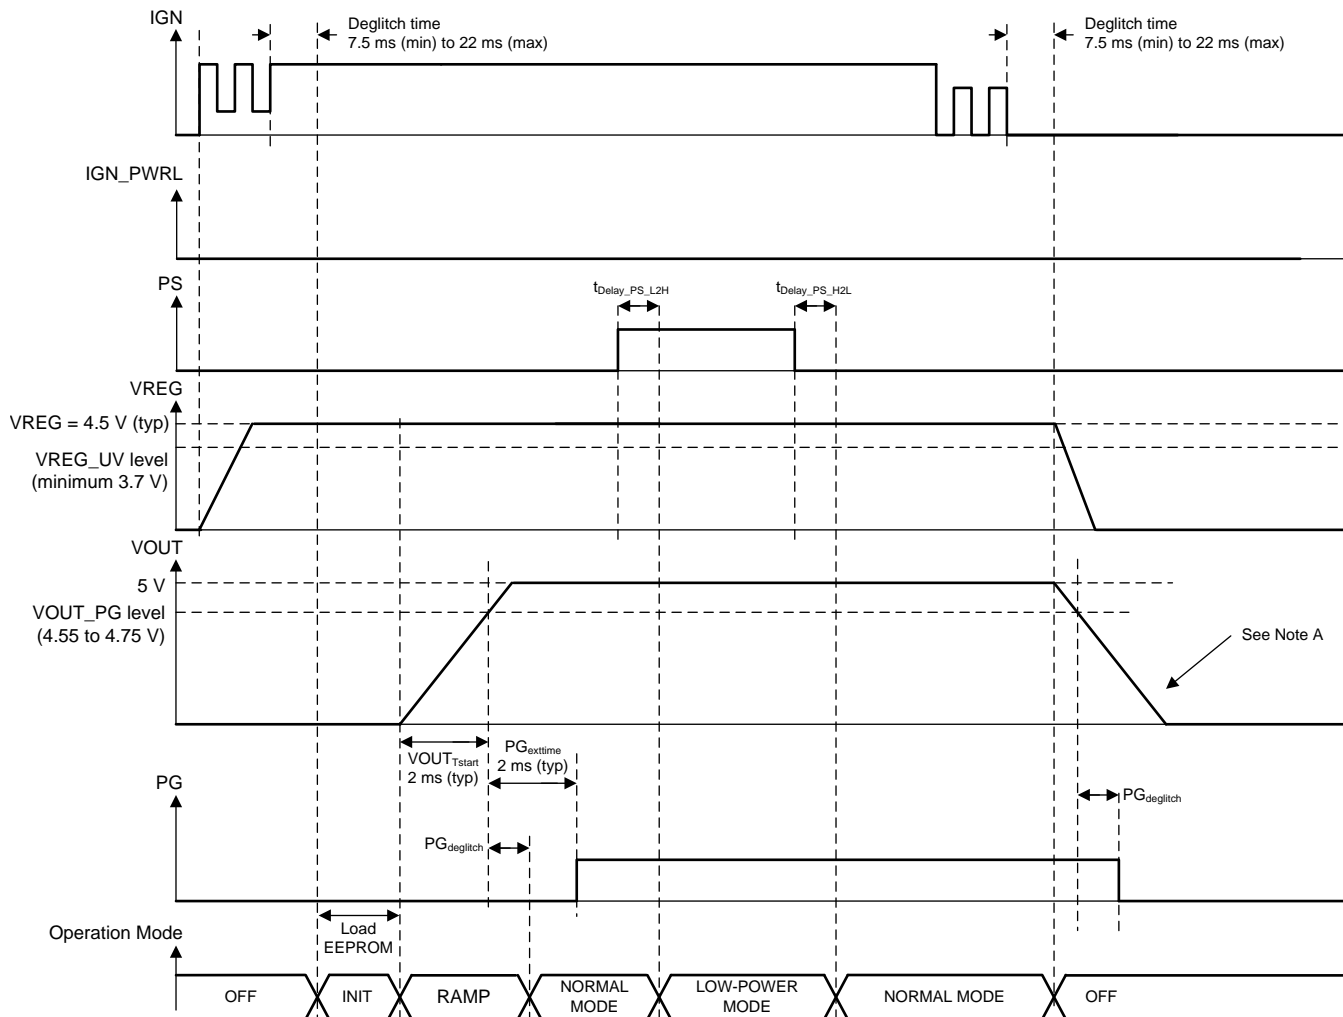 IGN
Deglitch time
7.5 ms (min) to 22 ms (max)
Deglitch time
7.5 ms (min) to 22 ms (max)
IGN_PWRL
PS
tDelay_PS_L2H
tDelay_PS_H2L
VREG
VREG = 4.5 V (typ)
VREG_UV level
(minimum 3.7 V)
VOUT
5 V
VOUT_PG level
(4.55 to 4.75 V)
See Note A
VOUTTstart
2 ms (typ)
PGexttime
2 ms (typ)
PG
PGdeglitch
PGdeglitch
Load
EEPROM
Operation Mode
OFF
INIT
RAMP
NORMAL
MODE
LOW-POWER
MODE
NORMAL MODE
OFF